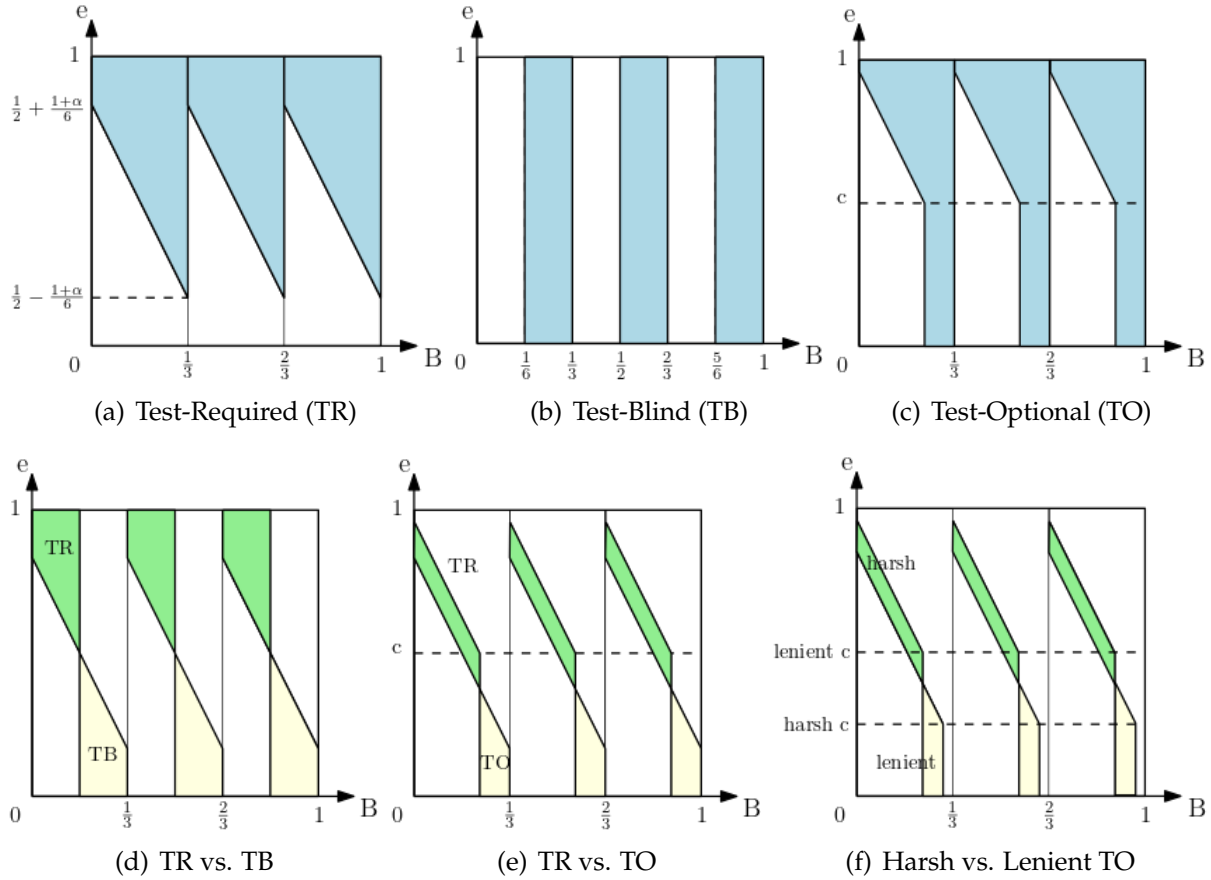 e
1
1/2 + (1+α)/6
1/2 − (1+α)/6
0
1/3
2/3
1
B
(a) Test-Required (TR)
e
1
0
1/6
1/3
1/2
2/3
5/6
1
B
(b) Test-Blind (TB)
e
1
c
0
1/3
2/3
1
B
(c) Test-Optional (TO)
e
1
TR
TB
0
1/3
2/3
1
B
(d) TR vs. TB
e
1
TR
c
TO
0
1/3
2/3
1
B
(e) TR vs. TO
e
1
harsh
lenient c
harsh c
lenient
0
1/3
2/3
1
B
(f) Harsh vs. Lenient TO